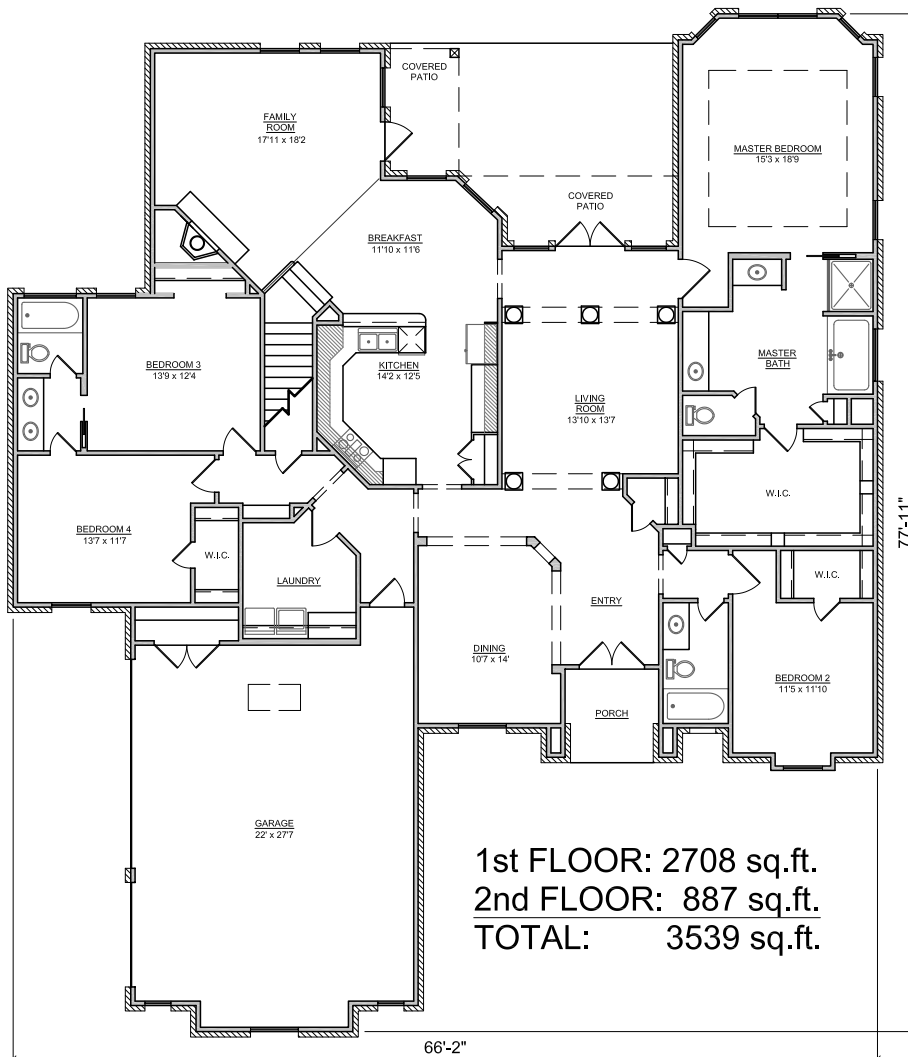 COVERED
PATIO
FAMILY
ROOM
17'11 x 18'2
MASTER BEDROOM
15'3 x 18'9
COVERED
PATIO
BREAKFAST
11'10 x 11'6
BEDROOM 3
13'9 x 12'4
KITCHEN
14'2 x 12'5
MASTER
BATH
LIVING
ROOM
13'10 x 13'7
W.I.C.
77'-11"
BEDROOM 4
13'7 x 11'7
W.I.C.
LAUNDRY
W.I.C.
ENTRY
DINING
10'7 x 14'
BEDROOM 2
11'5 x 11'10
PORCH
GARAGE
22' x 27'7
1st FLOOR: 2708 sq.ft.
2nd FLOOR: 887 sq.ft.
TOTAL: 3539 sq.ft.
66'-2"